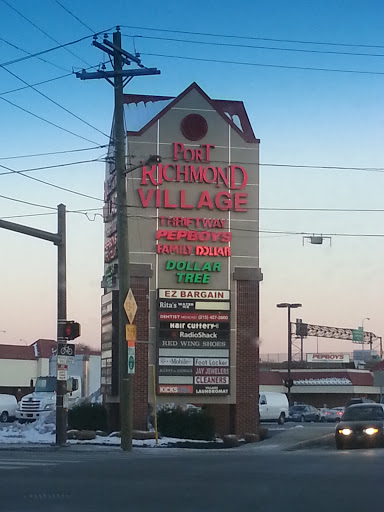 PORT
RICHMOND
VILLAGE
THRIFTWAY
PEPBOYS
FAMILY DOLLAR
DOLLAR
TREE
EZ BARGAIN
Rita's
DENTIST
Hair Cuttery
RadioShack
RED WING SHOES
T-Mobile Foot Locker
JAY JEWELERS
CLEANERS
KICKS LAUNDROMAT
PEPBOYS